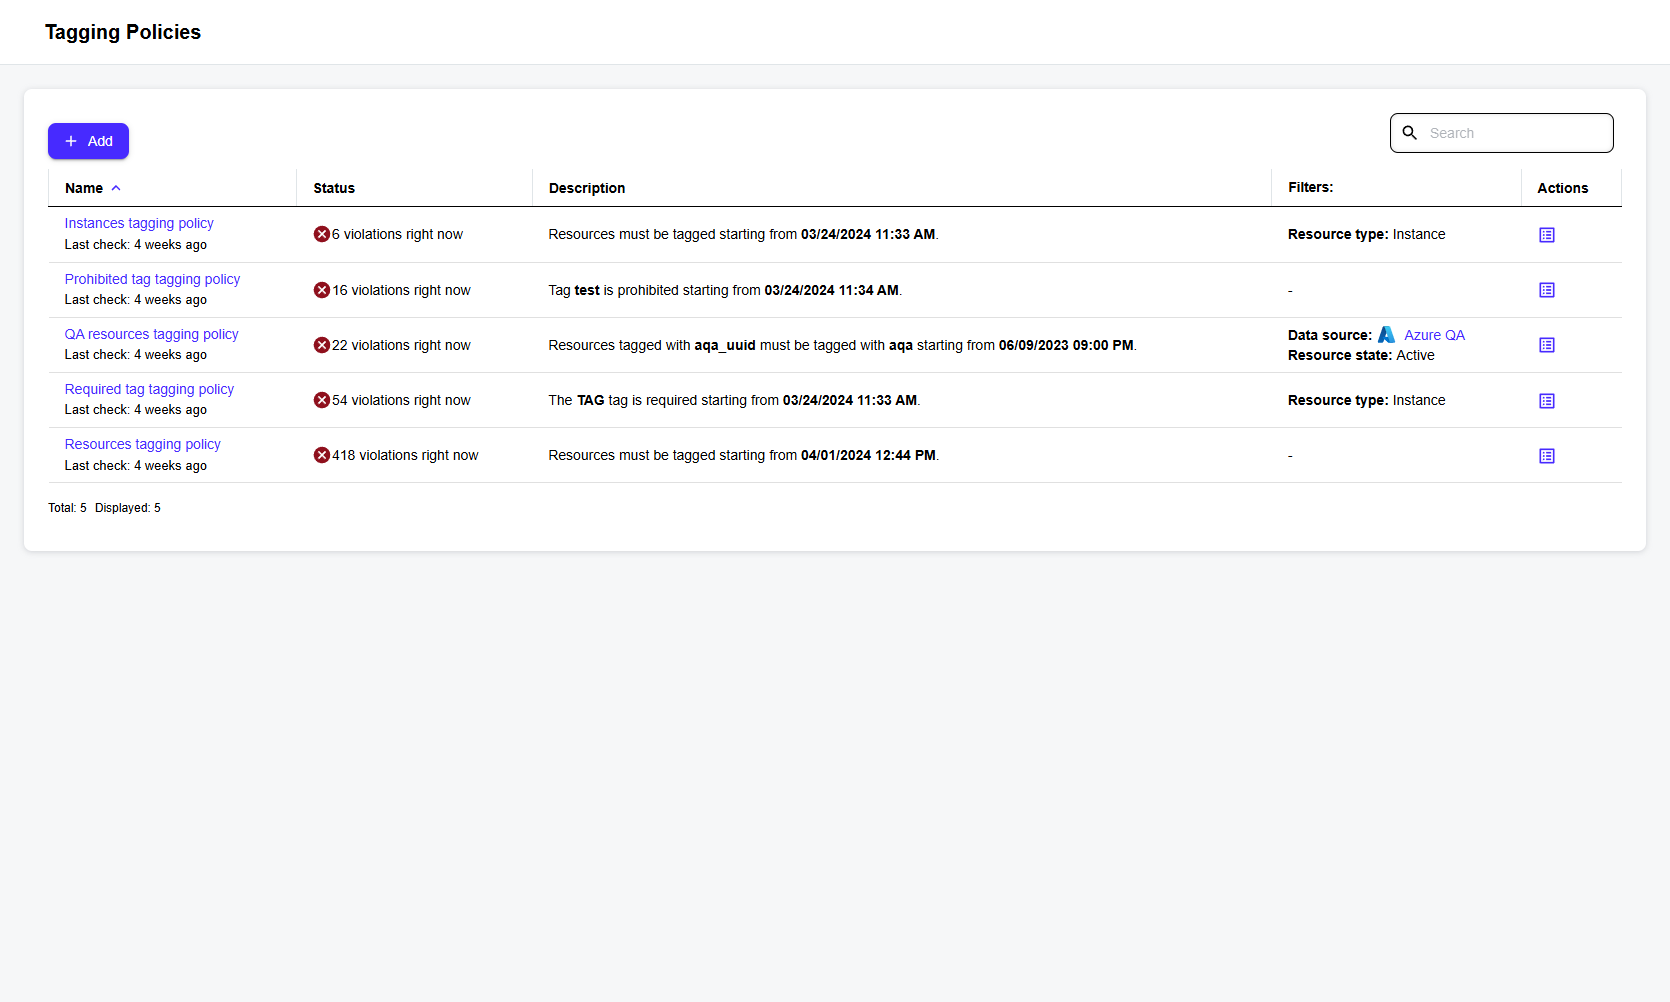 Tagging Policies
Add
Search
Name Status Description Filters: Actions
Instances tagging policy
Last check: 4 weeks ago
6 violations right now
Resources must be tagged starting from 03/24/2024 11:33 AM.
Resource type: Instance
Prohibited tag tagging policy
Last check: 4 weeks ago
16 violations right now
Tag test is prohibited starting from 03/24/2024 11:34 AM.
-
QA resources tagging policy
Last check: 4 weeks ago
22 violations right now
Resources tagged with aqa_uuid must be tagged with aqa starting from 06/09/2023 09:00 PM.
Data source: Azure QA
Resource state: Active
Required tag tagging policy
Last check: 4 weeks ago
54 violations right now
The TAG tag is required starting from 03/24/2024 11:33 AM.
Resource type: Instance
Resources tagging policy
Last check: 4 weeks ago
418 violations right now
Resources must be tagged starting from 04/01/2024 12:44 PM.
-
Total: 5 Displayed: 5